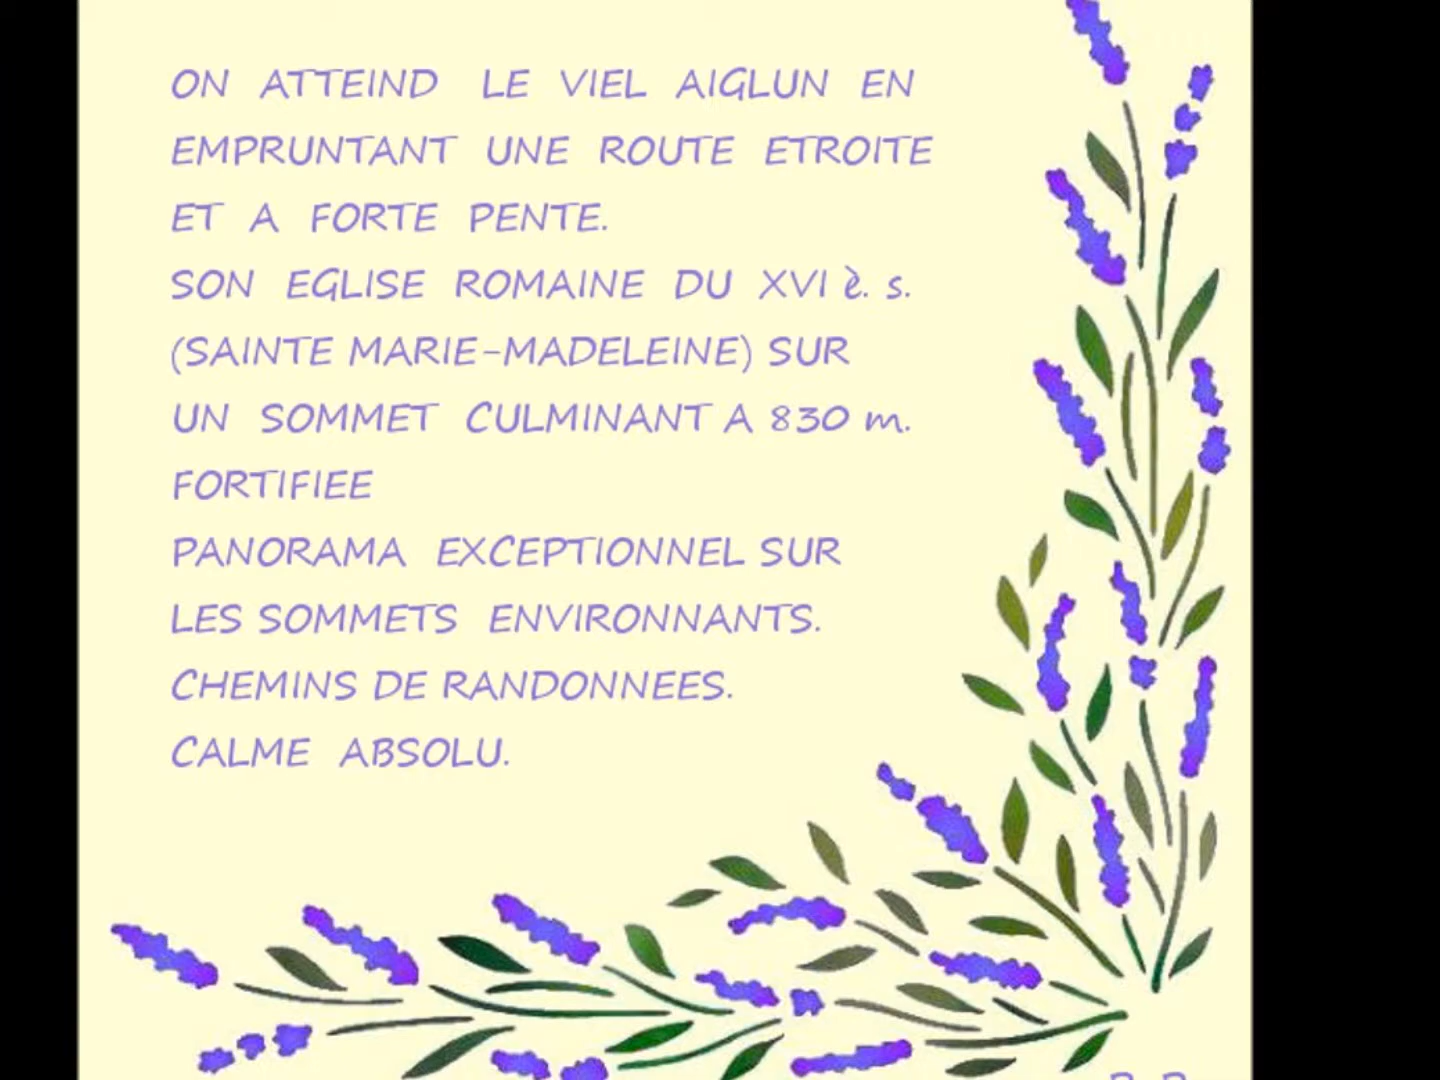 ON ATTEIND LE VIEL AIGLUN EN
EMPRUNTANT UNE ROUTE ETROITE
ET A FORTE PENTE.
SON EGLISE ROMAINE DU XVI è. s.
(SAINTE MARIE-MADELEINE) SUR
UN SOMMET CULMINANT A 830 m.
FORTIFIEE
PANORAMA EXCEPTIONNEL SUR
LES SOMMETS ENVIRONNANTS.
CHEMINS DE RANDONNEES.
CALME ABSOLU.